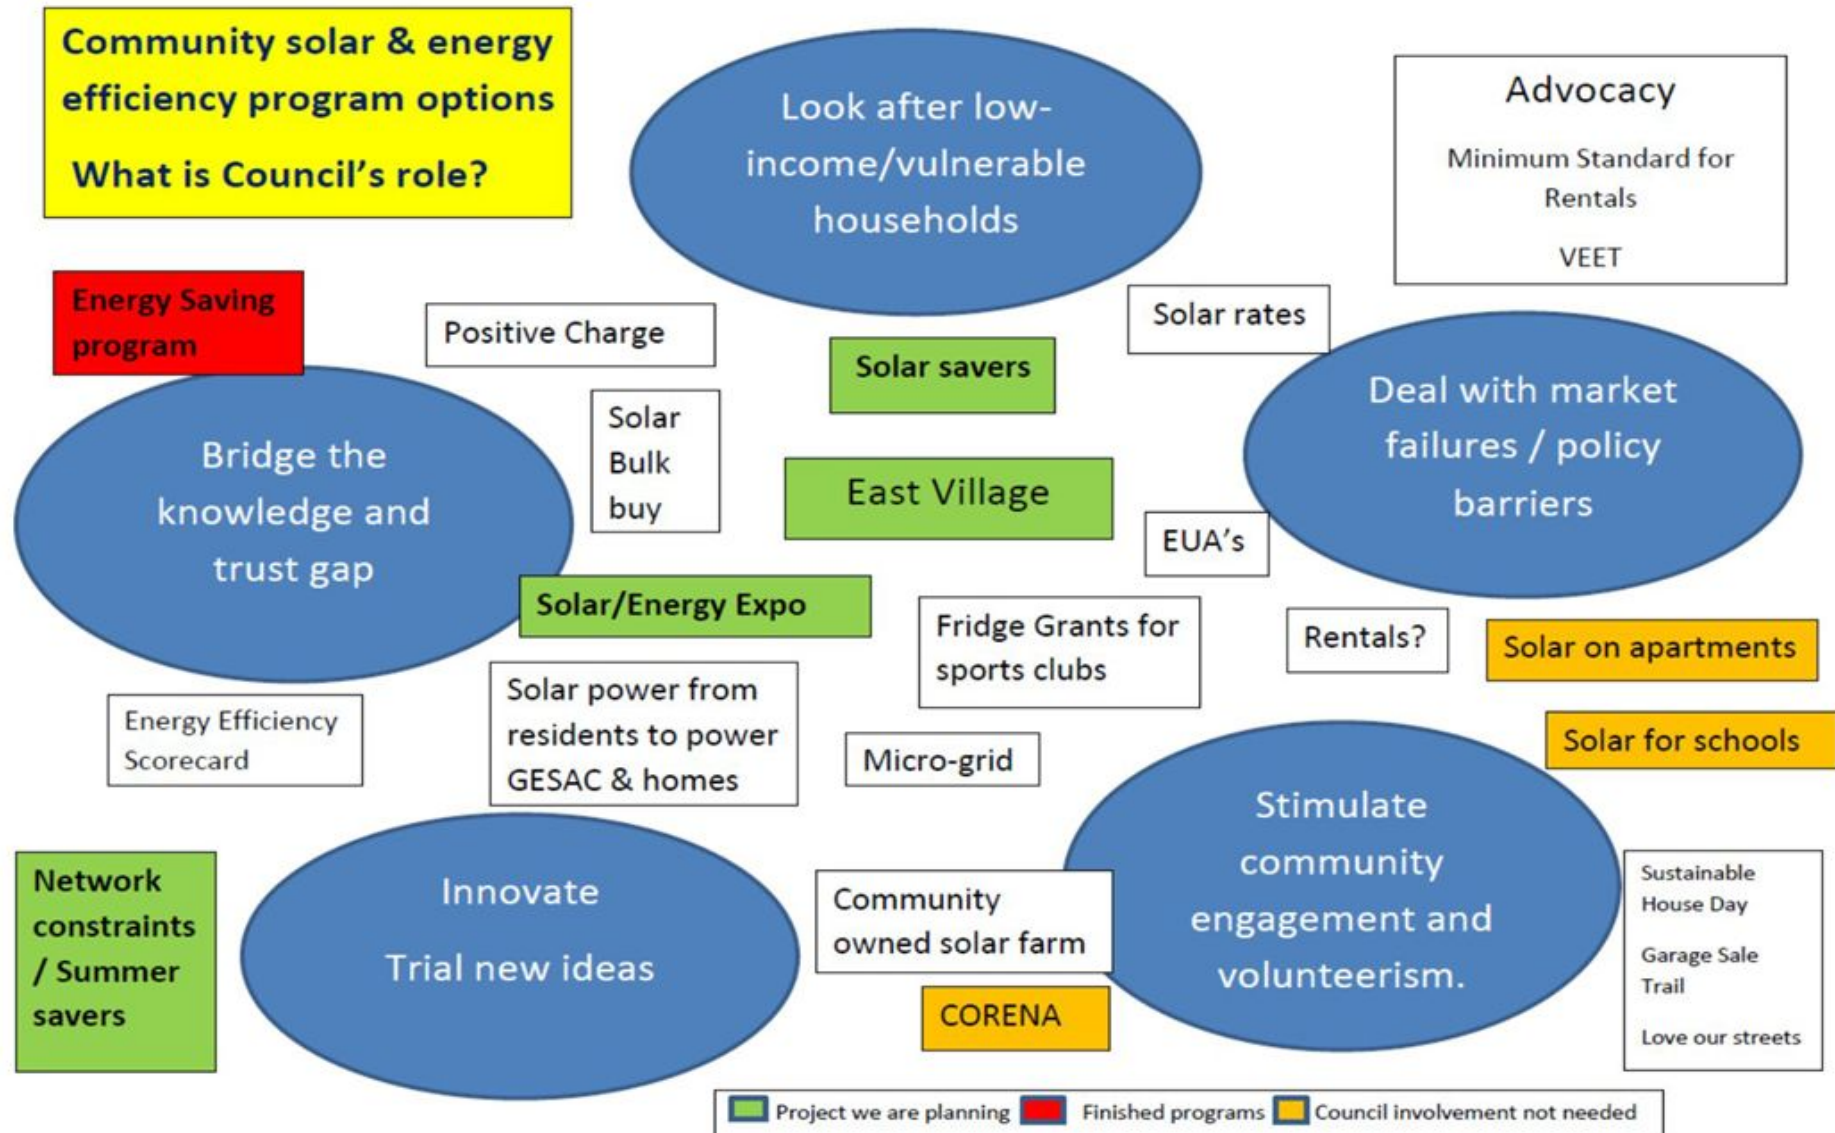 Community solar & energy
efficiency program options
What is Council's role?
Look after low-
income/vulnerable
households
Advocacy
Minimum Standard for
Rentals
VEET
Energy Saving
program
Positive Charge
Solar rates
Solar savers
Deal with market
failures / policy
barriers
Bridge the
knowledge and
trust gap
Solar
Bulk
buy
East Village
EUA's
Solar/Energy Expo
Fridge Grants for
sports clubs
Rentals?
Solar on apartments
Energy Efficiency
Scorecard
Solar power from
residents to power
GESAC & homes
Micro-grid
Solar for schools
Stimulate
community
engagement and
volunteerism.
Network
constraints
/ Summer
savers
Innovate
Trial new ideas
Community
owned solar farm
CORENA
Sustainable
House Day
Garage Sale
Trail
Love our streets
Project we are planning
Finished programs
Council involvement not needed